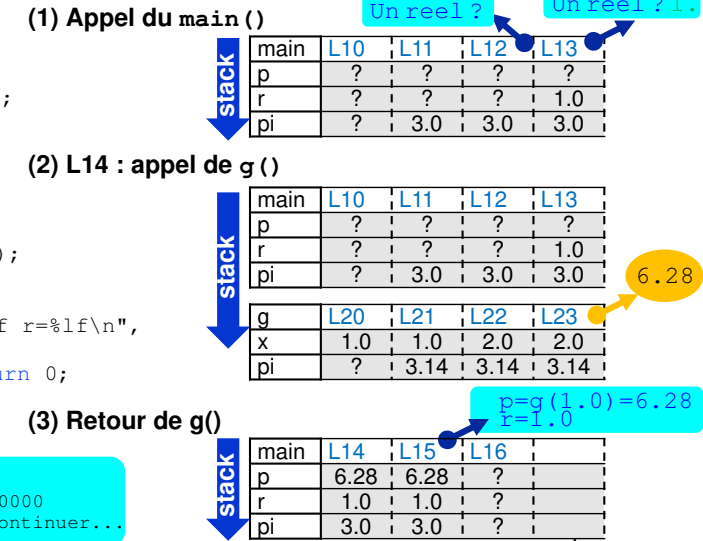 (1) Appel du main()
Un reel ?
Un reel ? 1.
;
stack
main L10 L11 L12 L13
p ? ? ? ?
r ? ? ? 1.0
pi ? 3.0 3.0 3.0
(2) L14 : appel de g()
);
f r=%lf\n",
urn 0;
stack
main L10 L11 L12 L13
p ? ? ? ?
r ? ? ? 1.0
pi ? 3.0 3.0 3.0
6.28
g L20 L21 L22 L23
x 1.0 1.0 2.0 2.0
pi ? 3.14 3.14 3.14
(3) Retour de g()
p=g(1.0)=6.28
r=1.0
0000
ontinuer...
stack
main L14 L15 L16
p 6.28 6.28 ?
r 1.0 1.0 ?
pi 3.0 3.0 ?